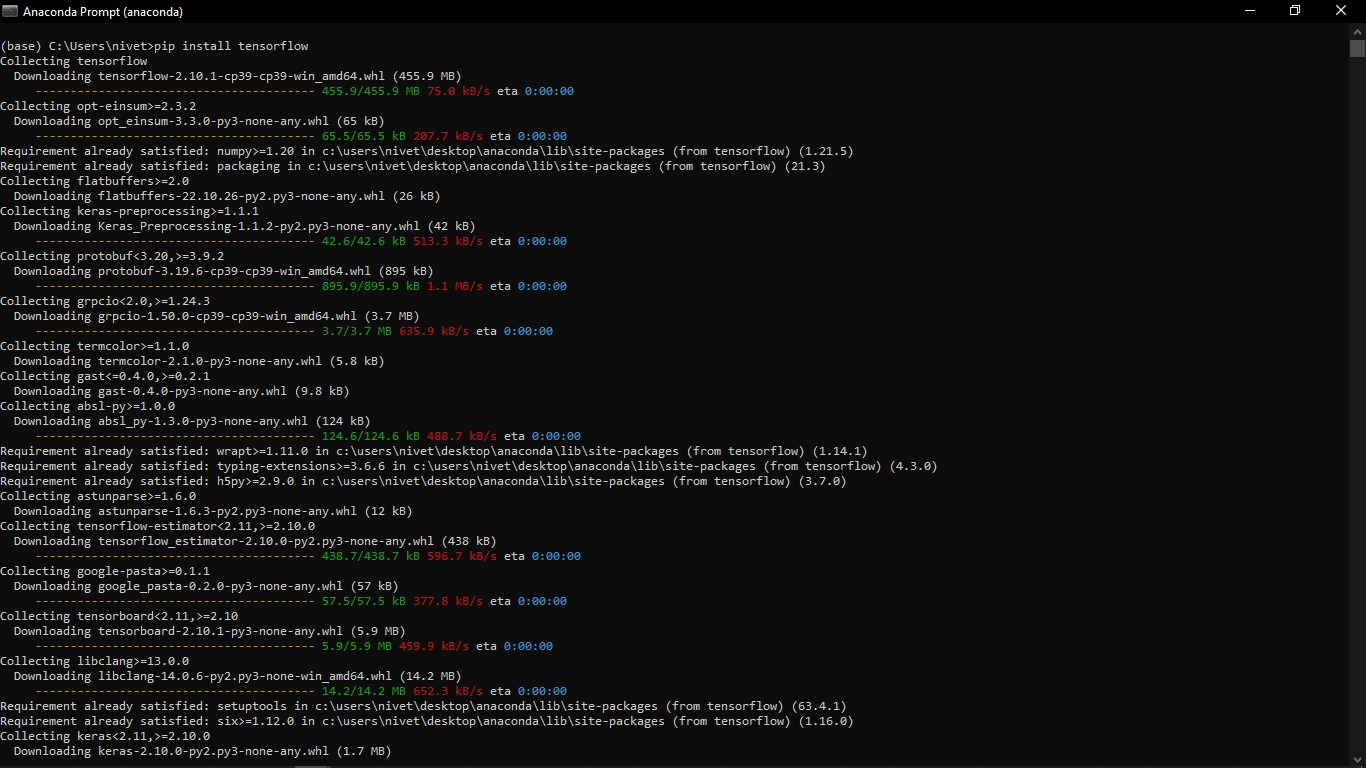 Anaconda Prompt (anaconda)
(base) C:\Users\nivet>pip install tensorflow
Collecting tensorflow
Downloading tensorflow-2.10.1-cp39-cp39-win_amd64.whl (455.9 MB)
---------------------------------------- 455.9/455.9 MB 75.0 kB/s eta 0:00:00
Collecting opt-einsum>=2.3.2
Downloading opt_einsum-3.3.0-py3-none-any.whl (65 kB)
---------------------------------------- 65.5/65.5 kB 207.7 kB/s eta 0:00:00
Requirement already satisfied: numpy>=1.20 in c:\users\nivet\desktop\anaconda\lib\site-packages (from tensorflow) (1.21.5)
Requirement already satisfied: packaging in c:\users\nivet\desktop\anaconda\lib\site-packages (from tensorflow) (21.3)
Collecting flatbuffers>=2.0
Downloading flatbuffers-22.10.26-py2.py3-none-any.whl (26 kB)
Collecting keras-preprocessing>=1.1.1
Downloading Keras_Preprocessing-1.1.2-py2.py3-none-any.whl (42 kB)
---------------------------------------- 42.6/42.6 kB 513.3 kB/s eta 0:00:00
Collecting protobuf<3.20,>=3.9.2
Downloading protobuf-3.19.6-cp39-cp39-win_amd64.whl (895 kB)
---------------------------------------- 895.9/895.9 kB 1.1 MB/s eta 0:00:00
Collecting grpcio<2.0,>=1.24.3
Downloading grpcio-1.50.0-cp39-cp39-win_amd64.whl (3.7 MB)
---------------------------------------- 3.7/3.7 MB 635.9 kB/s eta 0:00:00
Collecting termcolor>=1.1.0
Downloading termcolor-2.1.0-py3-none-any.whl (5.8 kB)
Collecting gast<=0.4.0,>=0.2.1
Downloading gast-0.4.0-py3-none-any.whl (9.8 kB)
Collecting absl-py>=1.0.0
Downloading absl_py-1.3.0-py3-none-any.whl (124 kB)
---------------------------------------- 124.6/124.6 kB 488.7 kB/s eta 0:00:00
Requirement already satisfied: wrapt>=1.11.0 in c:\users\nivet\desktop\anaconda\lib\site-packages (from tensorflow) (1.14.1)
Requirement already satisfied: typing-extensions>=3.6.6 in c:\users\nivet\desktop\anaconda\lib\site-packages (from tensorflow) (4.3.0)
Requirement already satisfied: h5py>=2.9.0 in c:\users\nivet\desktop\anaconda\lib\site-packages (from tensorflow) (3.7.0)
Collecting astunparse>=1.6.0
Downloading astunparse-1.6.3-py2.py3-none-any.whl (12 kB)
Collecting tensorflow-estimator<2.11,>=2.10.0
Downloading tensorflow_estimator-2.10.0-py2.py3-none-any.whl (438 kB)
---------------------------------------- 438.7/438.7 kB 596.7 kB/s eta 0:00:00
Collecting google-pasta>=0.1.1
Downloading google_pasta-0.2.0-py3-none-any.whl (57 kB)
---------------------------------------- 57.5/57.5 kB 377.8 kB/s eta 0:00:00
Collecting tensorboard<2.11,>=2.10
Downloading tensorboard-2.10.1-py3-none-any.whl (5.9 MB)
---------------------------------------- 5.9/5.9 MB 459.9 kB/s eta 0:00:00
Collecting libclang>=13.0.0
Downloading libclang-14.0.6-py2.py3-none-win_amd64.whl (14.2 MB)
---------------------------------------- 14.2/14.2 MB 652.3 kB/s eta 0:00:00
Requirement already satisfied: setuptools in c:\users\nivet\desktop\anaconda\lib\site-packages (from tensorflow) (63.4.1)
Requirement already satisfied: six>=1.12.0 in c:\users\nivet\desktop\anaconda\lib\site-packages (from tensorflow) (1.16.0)
Collecting keras<2.11,>=2.10.0
Downloading keras-2.10.0-py2.py3-none-any.whl (1.7 MB)